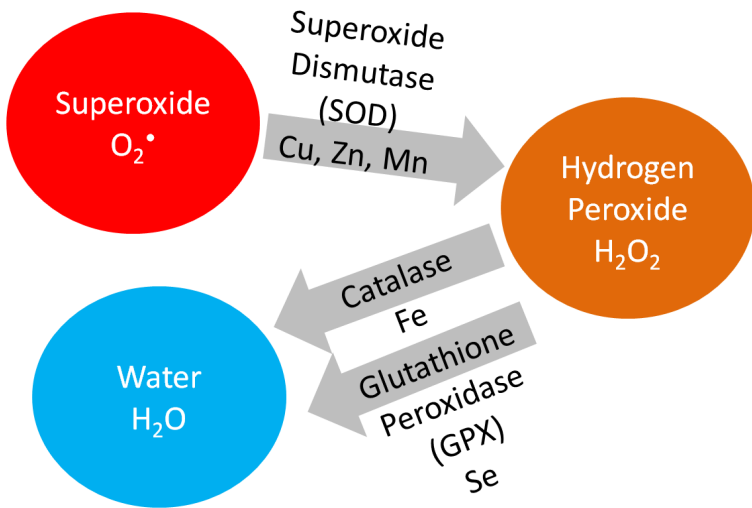 Superoxide
O₂•
Superoxide
Dismutase
(SOD)
Cu, Zn, Mn
Hydrogen
Peroxide
H₂O₂
Catalase
Fe
Glutathione
Peroxidase
(GPX)
Se
Water
H₂O